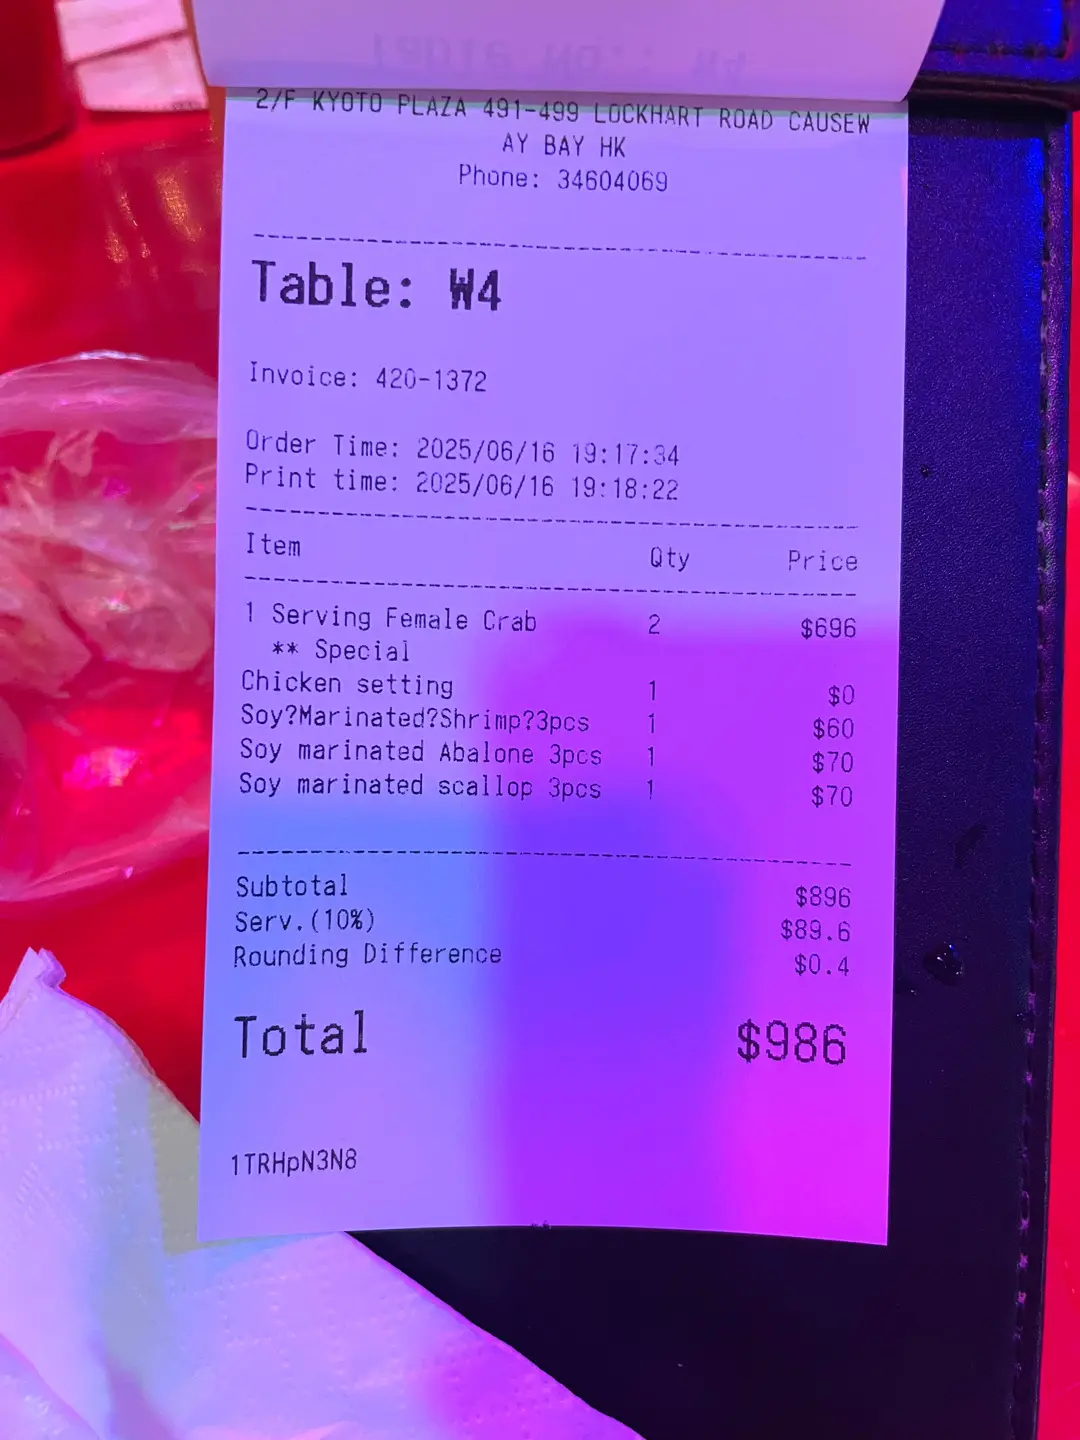 2/F KYOTO PLAZA 491-499 LOCKHART ROAD CAUSEW
AY BAY HK
Phone: 34604069
Table: W4
Invoice: 420-1372
Order Time: 2025/06/16 19:17:34
Print time: 2025/06/16 19:18:22
Item Qty Price
1 Serving Female Crab 2 $696
** Special
Chicken setting 1 $0
Soy?Marinated?Shrimp?3pcs 1 $60
Soy marinated Abalone 3pcs 1 $70
Soy marinated scallop 3pcs 1 $70
Subtotal $896
Serv.(10%) $89.6
Rounding Difference $0.4
Total $986
1TRHpN3N8